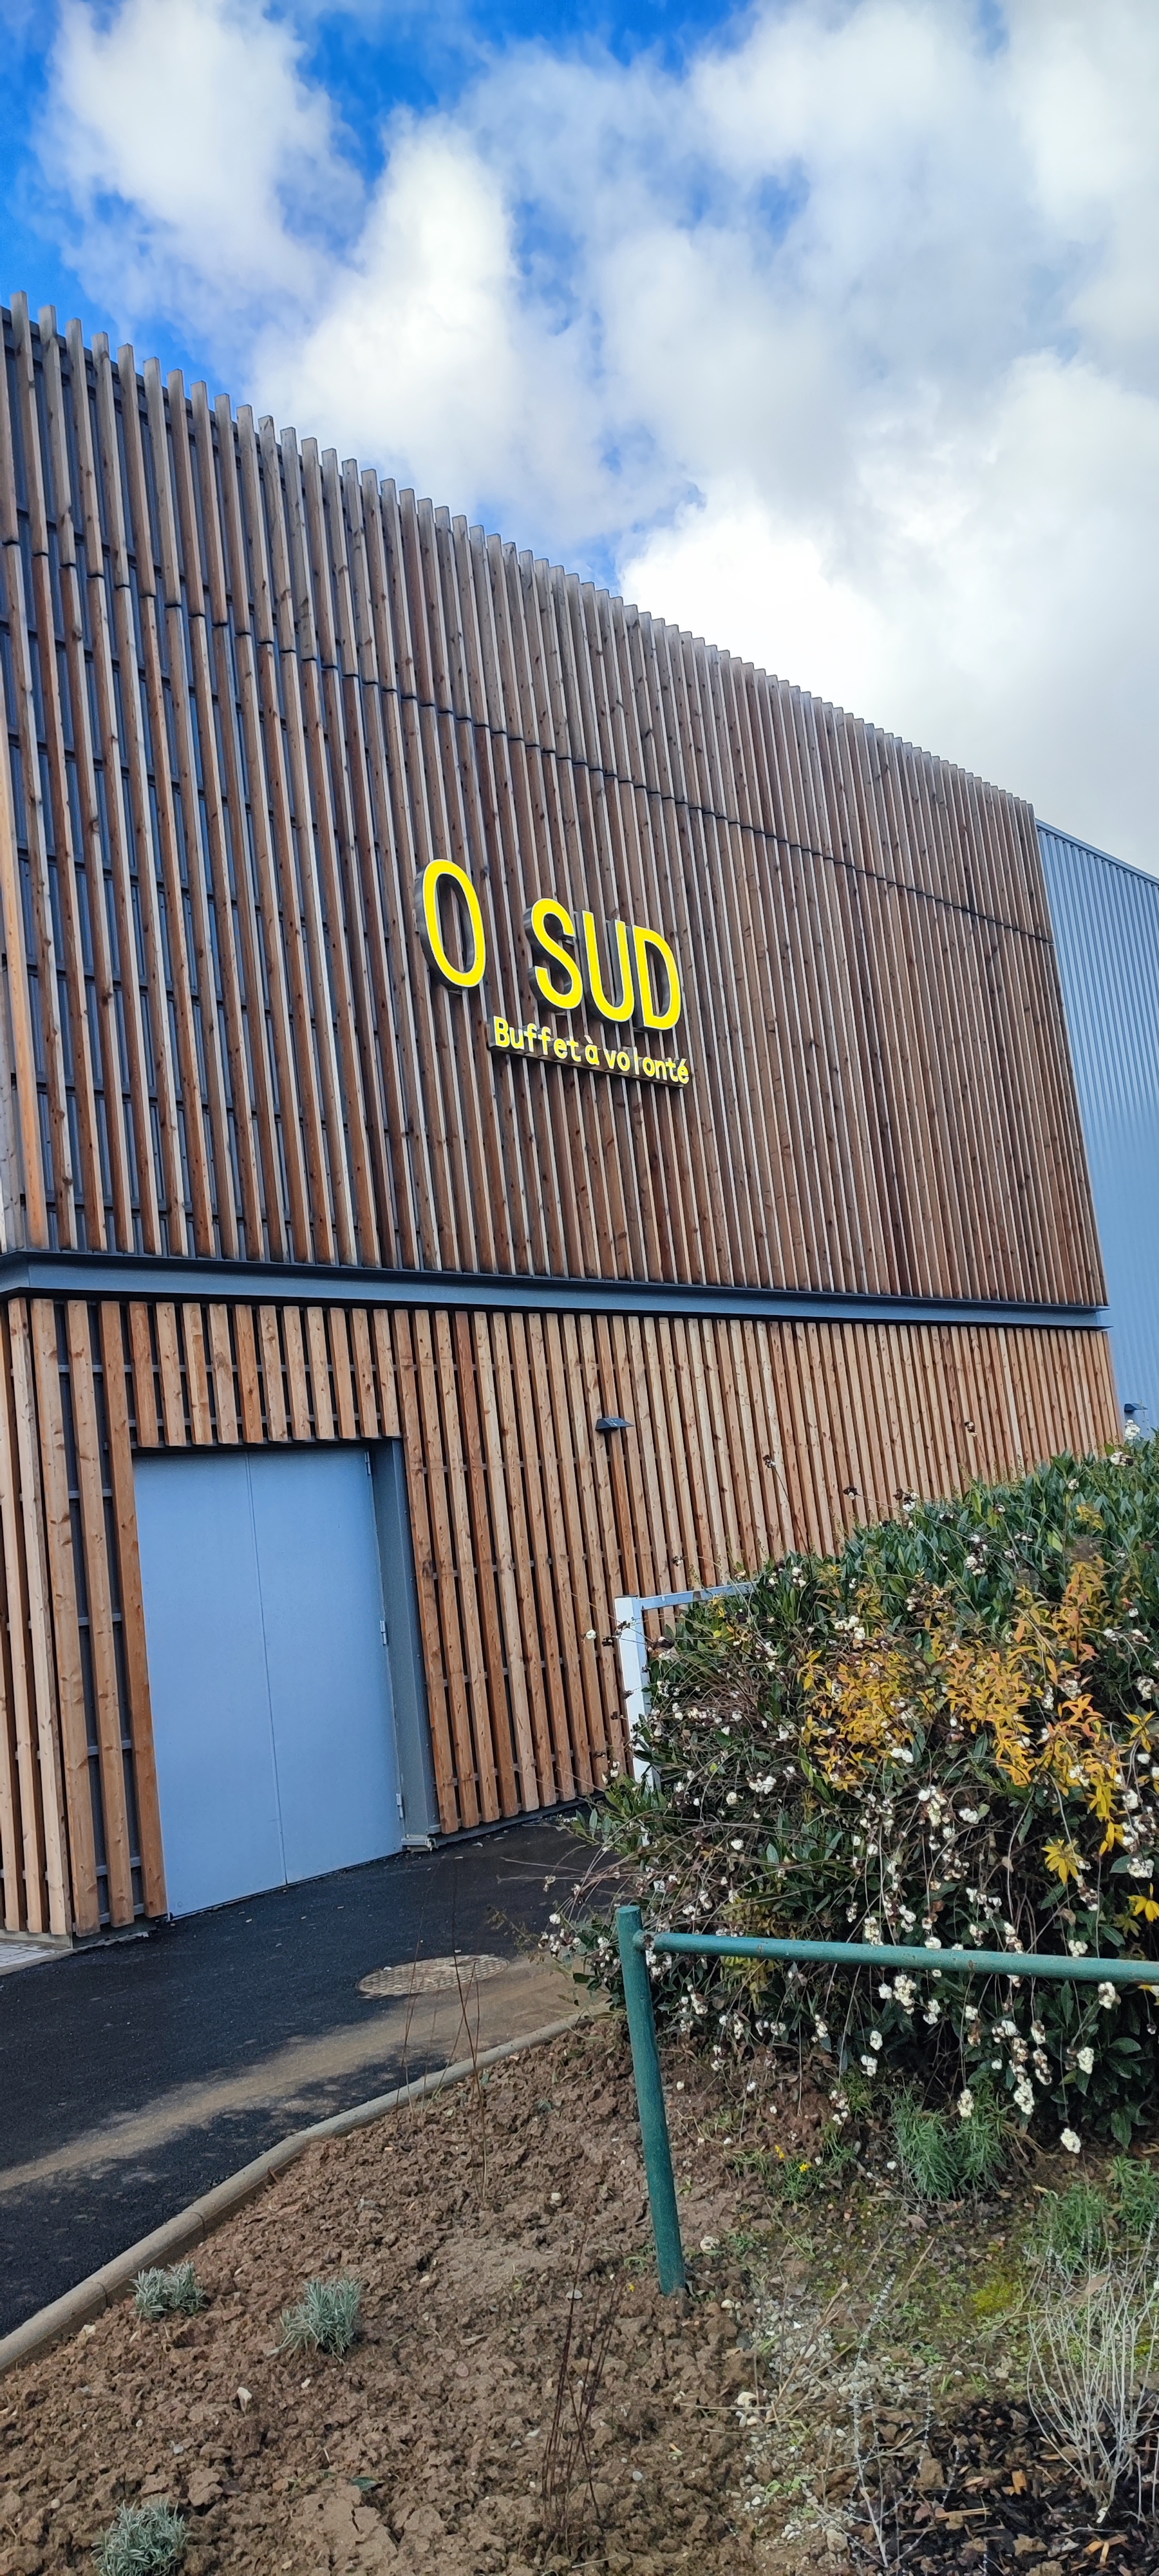 O SUD
Buffet à volonté